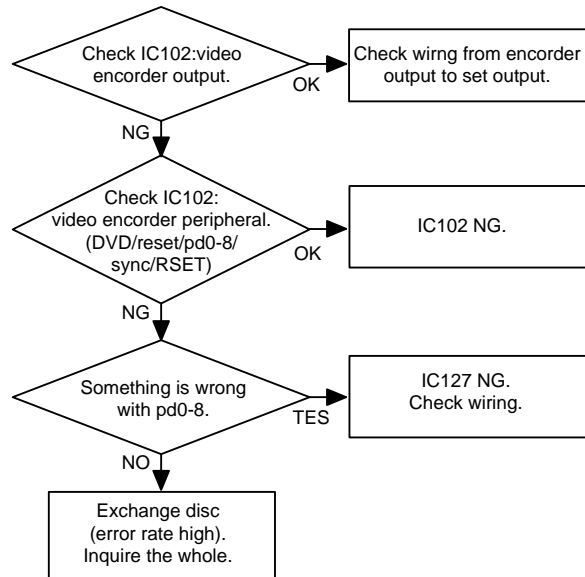 Check IC102:video
encorder output.
OK
Check wirng from encorder
output to set output.
NG
Check IC102:
video encorder peripheral.
(DVD/reset/pd0-8/
sync/RSET)
OK
IC102 NG.
NG
Something is wrong
with pd0-8.
TES
IC127 NG.
Check wiring.
NO
Exchange disc
(error rate high).
Inquire the whole.